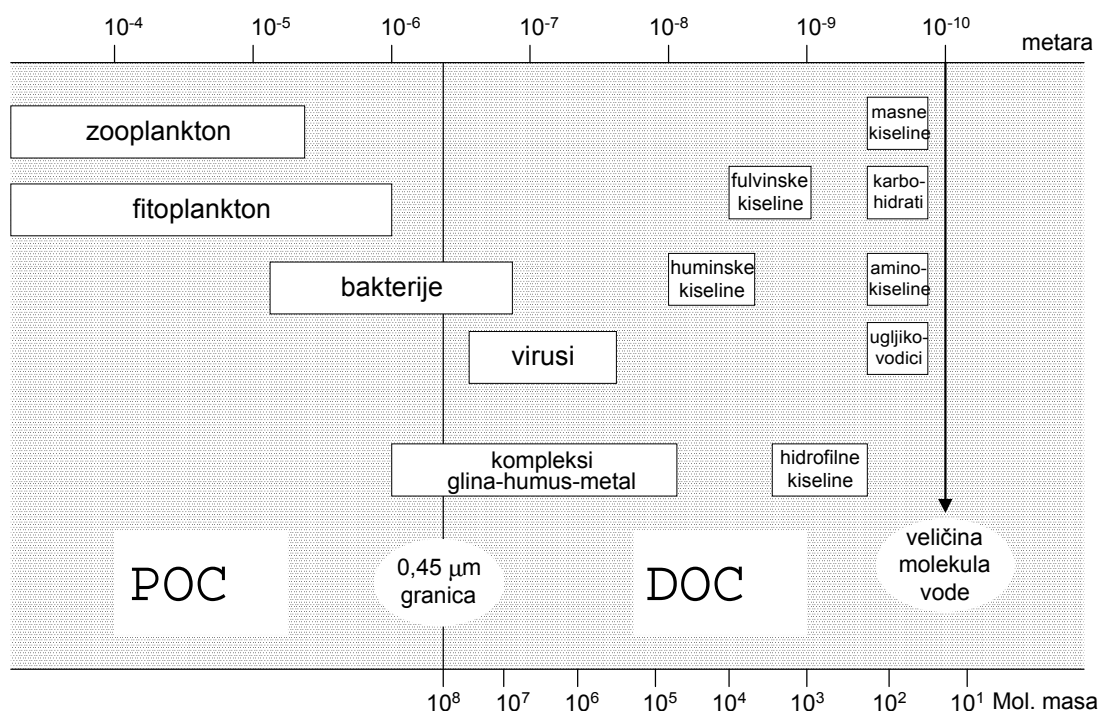 10⁻⁴ 10⁻⁵ 10⁻⁶ 10⁻⁷ 10⁻⁸ 10⁻⁹ 10⁻¹⁰
metara
zooplankton
masne
kiseline
fitoplankton
fulvinske
kiseline
karbo-
hidrati
bakterije
huminske
kiseline
amino-
kiseline
virusi
ugljiko-
vodici
kompleksi
glina-humus-metal
hidrofilne
kiseline
POC
0,45 μm
granica
DOC
veličina
molekula
vode
10⁸ 10⁷ 10⁶ 10⁵ 10⁴ 10³ 10² 10¹ Mol. masa